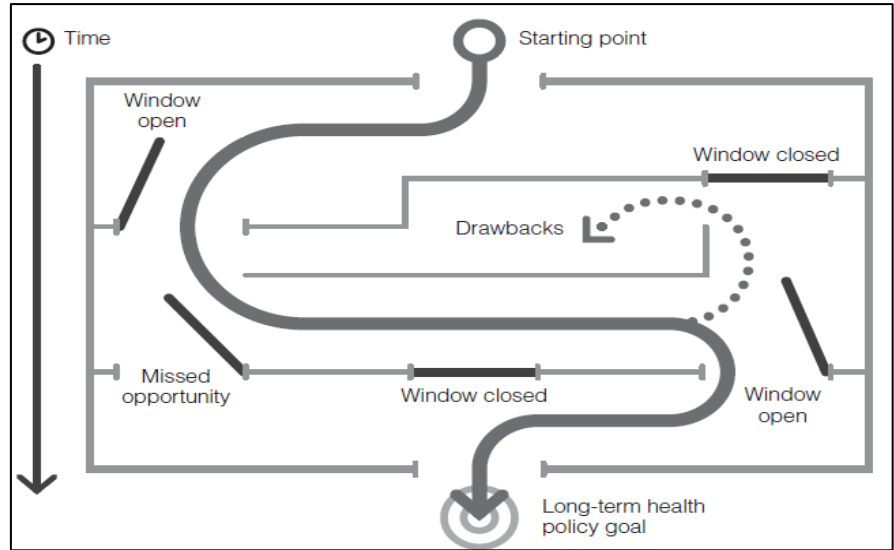 Time
Starting point
Window
open
Window closed
Drawbacks
Missed
opportunity
Window closed
Window
open
Long-term health
policy goal